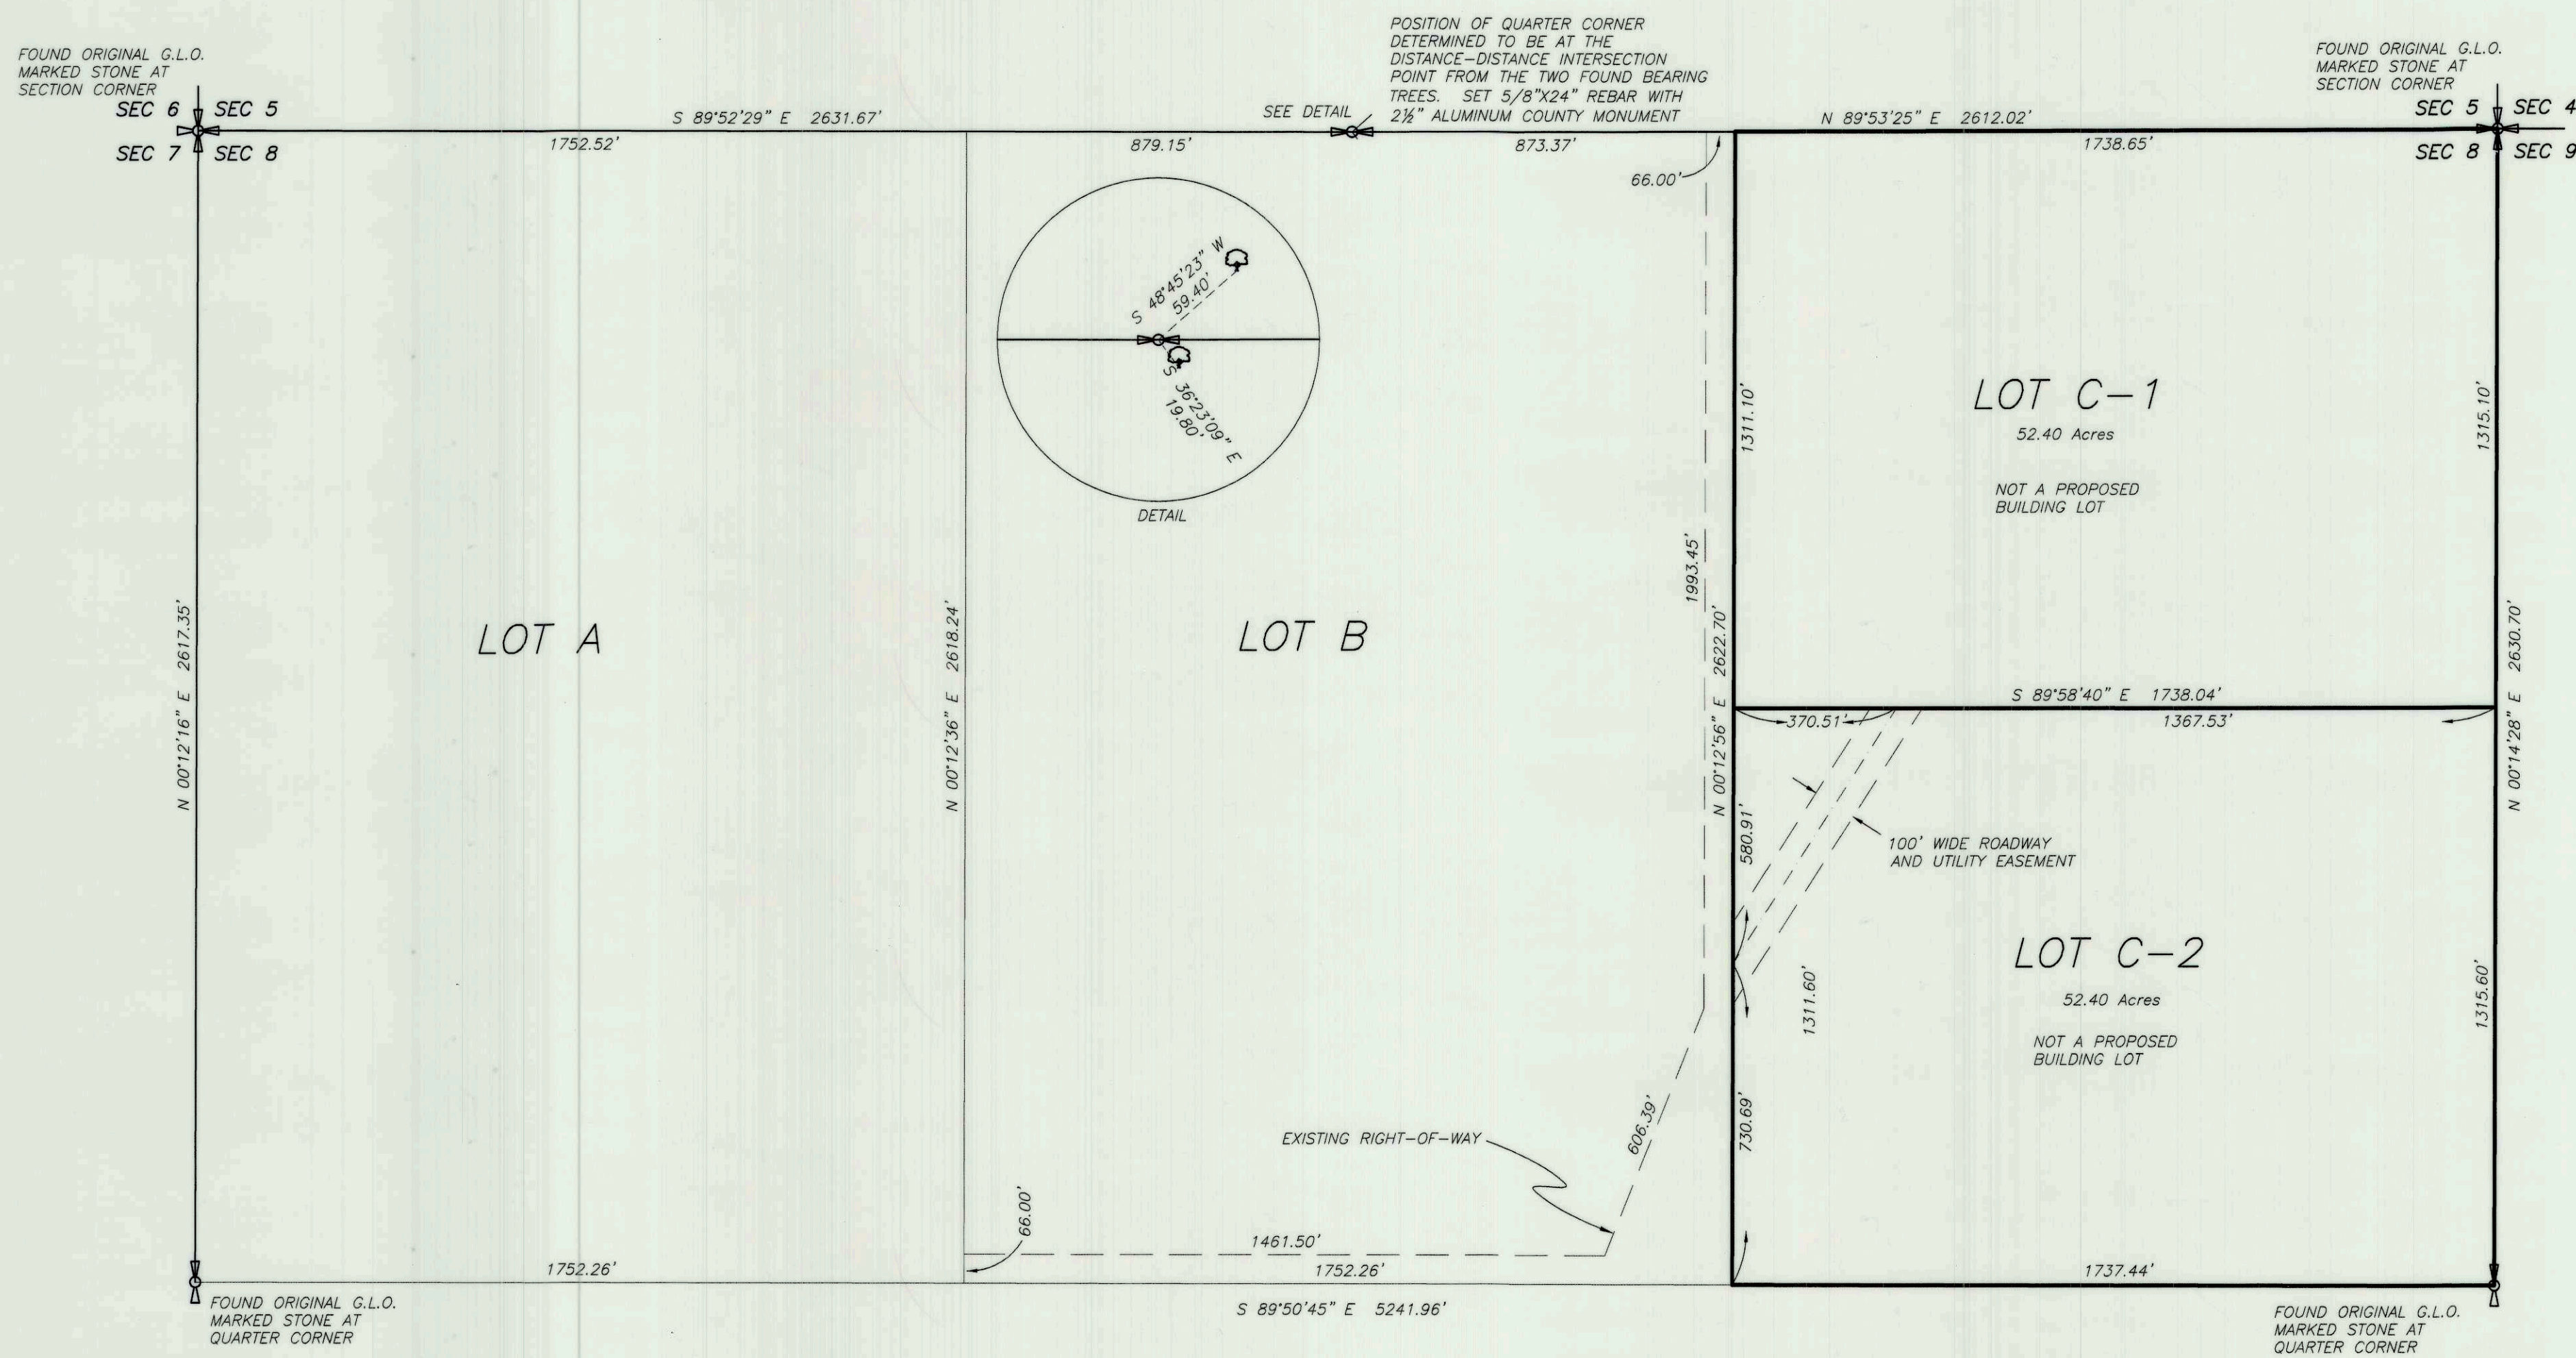 FOUND ORIGINAL G.L.O.
MARKED STONE AT
SECTION CORNER
SEC 6
SEC 5
SEC 7
SEC 8
S 89°52'29" E 2631.67'
1752.52'
879.15'
SEE DETAIL
POSITION OF QUARTER CORNER
DETERMINED TO BE AT THE
DISTANCE-DISTANCE INTERSECTION
POINT FROM THE TWO FOUND BEARING
TREES. SET 5/8"X24" REBAR WITH
2½" ALUMINUM COUNTY MONUMENT
873.37'
66.00'
N 89°53'25" E 2612.02'
1738.65'
FOUND ORIGINAL G.L.O.
MARKED STONE AT
SECTION CORNER
SEC 5
SEC 4
SEC 8
SEC 9
S 48°45'23" W
59.40'
S 36°23'09" E
19.80'
DETAIL
N 00°12'16" E 2617.35'
LOT A
N 00°12'36" E 2618.24'
LOT B
1993.45'
N 00°12'56" E 2622.70'
1311.10'
LOT C-1
52.40 Acres
NOT A PROPOSED
BUILDING LOT
1315.10'
N 00°14'28" E 2630.70'
S 89°58'40" E 1738.04'
370.51'
1367.53'
580.91'
100' WIDE ROADWAY
AND UTILITY EASEMENT
1311.60'
LOT C-2
52.40 Acres
NOT A PROPOSED
BUILDING LOT
1315.60'
730.69'
606.39'
EXISTING RIGHT-OF-WAY
66.00'
1461.50'
1752.26'
1752.26'
1737.44'
S 89°50'45" E 5241.96'
FOUND ORIGINAL G.L.O.
MARKED STONE AT
QUARTER CORNER
FOUND ORIGINAL G.L.O.
MARKED STONE AT
QUARTER CORNER